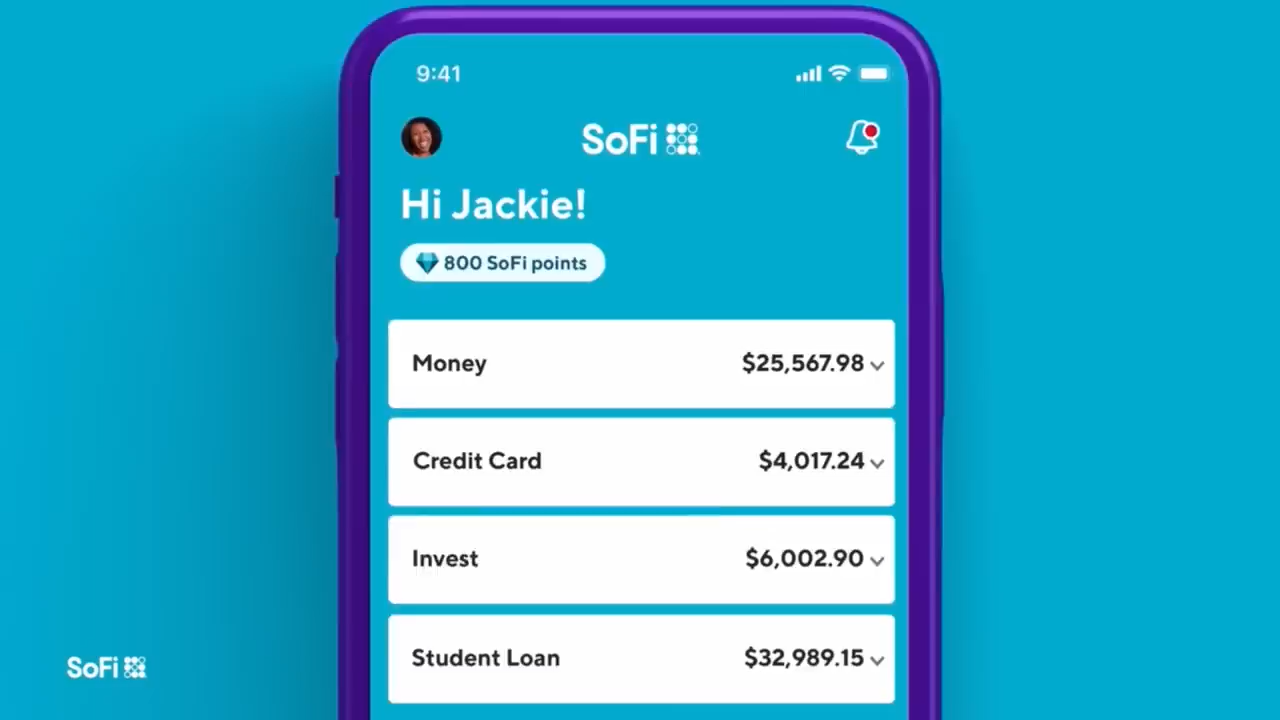 9:41
SoFi
Hi Jackie!
800 SoFi points
Money $25,567.98
Credit Card $4,017.24
Invest $6,002.90
Student Loan $32,989.15
SoFi